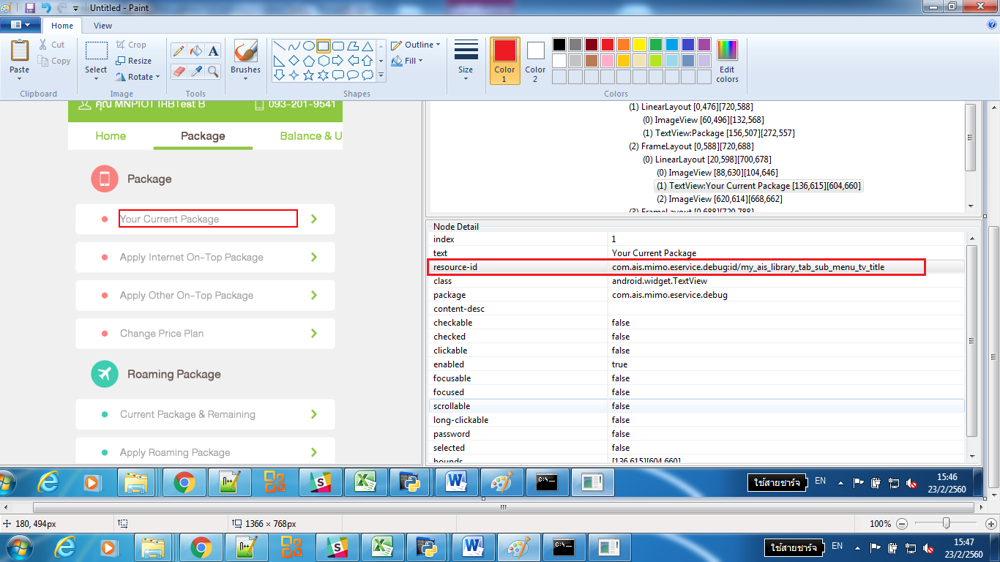 Untitled - Paint
Home
View
Paste
Cut
Copy
Clipboard
Select
Crop
Resize
Rotate
Image
A
Tools
Brushes
Outline
Fill
Shapes
Size
Color 1
Color 2
Edit colors
Colors
คุณ MNPIOT IRBTest B
093-201-9541
Home
Package
Balance & U
Package
Your Current Package
Apply Internet On-Top Package
Apply Other On-Top Package
Change Price Plan
Roaming Package
Current Package & Remaining
Apply Roaming Package
(1) LinearLayout [0,476][720,588]
(0) ImageView [60,496][132,568]
(1) TextView:Package [156,507][272,557]
(2) FrameLayout [0,588][720,688]
(0) LinearLayout [20,598][700,678]
(0) ImageView [88,630][104,646]
(1) TextView:Your Current Package [136,615][604,660]
(2) ImageView [620,614][668,662]
(3) FrameLayout [0,688][720,788]
Node Detail
index 1
text Your Current Package
resource-id com.ais.mimo.eservice.debug:id/my_ais_library_tab_sub_menu_tv_title
class android.widget.TextView
package com.ais.mimo.eservice.debug
content-desc
checkable false
checked false
clickable false
enabled true
focusable false
focused false
scrollable false
long-clickable false
password false
selected false
bounds [136,615][604,660]
ใช้สายชาร์จ
EN
15:46
23/2/2560
180, 494px
1366 × 768px
100%
ใช้สายชาร์จ
EN
15:47
23/2/2560